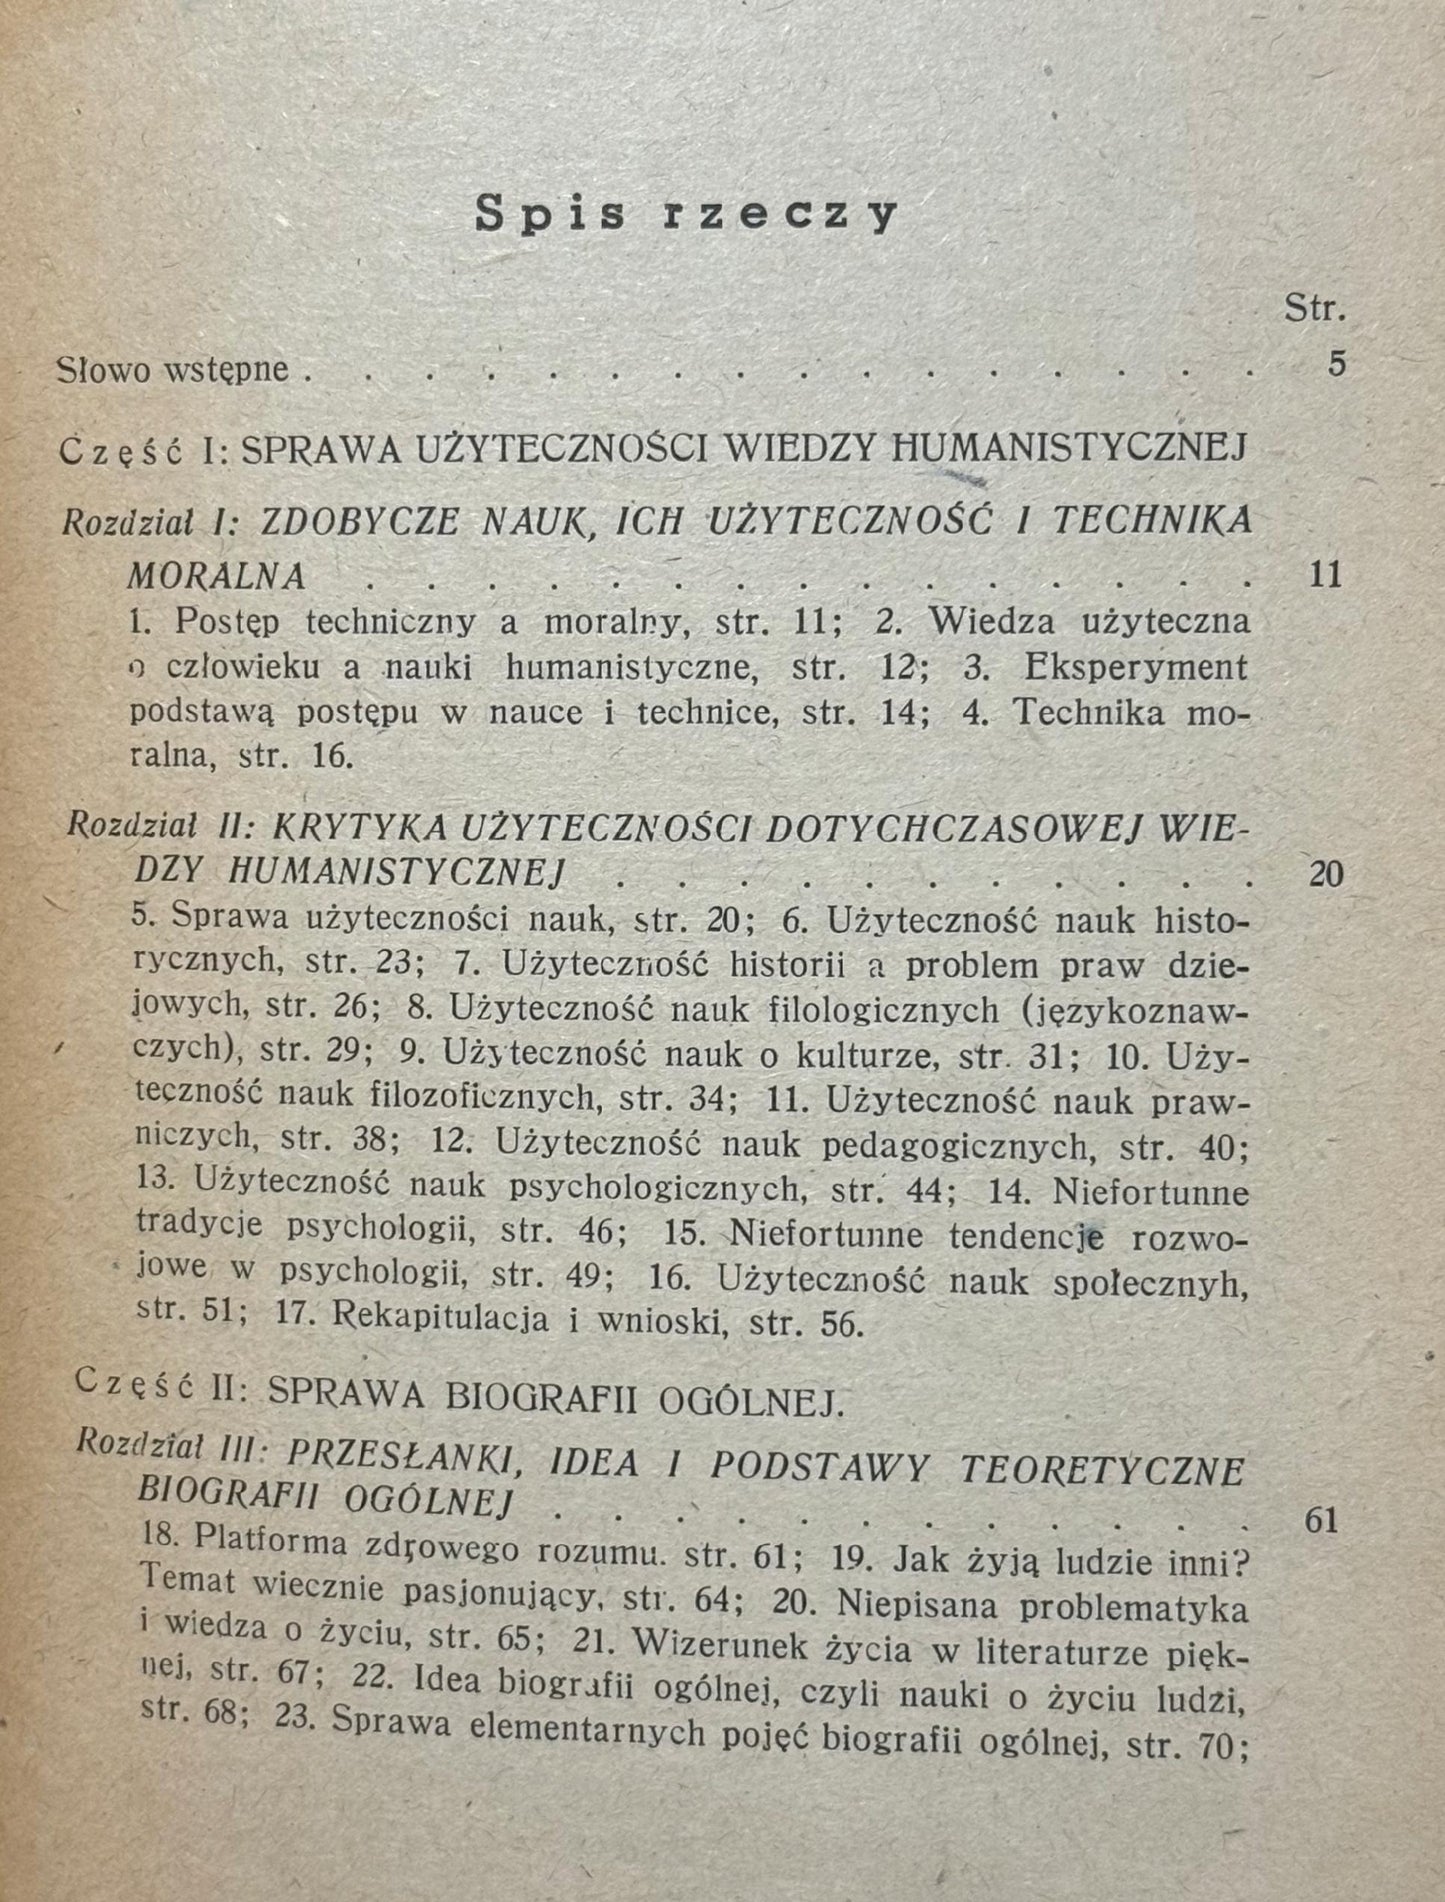 Spis rzeczy
Str.
Słowo wstępne . . . . . . . . . . . . . . . . 5
Część I: SPRAWA UŻYTECZNOŚCI WIEDZY HUMANISTYCZNEJ
Rozdział I: ZDOBYCZE NAUK, ICH UŻYTECZNOŚĆ I TECHNIKA
MORALNA . . . . . . . . . . . . . . . 11
1. Postęp techniczny a moralny, str. 11; 2. Wiedza użyteczna
o człowieku a nauki humanistyczne, str. 12; 3. Eksperyment
podstawą postępu w nauce i technice, str. 14; 4. Technika mo-
ralna, str. 16.
Rozdział II: KRYTYKA UŻYTECZNOŚCI DOTYCHCZASOWEJ WIE-
DZY HUMANISTYCZNEJ . . . . . . . . . . . 20
5. Sprawa użyteczności nauk, str. 20; 6. Użyteczność nauk histo-
rycznych, str. 23; 7. Użyteczność historii a problem praw dzie-
jowych, str. 26; 8. Użyteczność nauk filologicznych (językoznaw-
czych), str. 29; 9. Użyteczność nauk o kulturze, str. 31; 10. Uży-
teczność nauk filozoficznych, str. 34; 11. Użyteczność nauk praw-
niczych, str. 38; 12. Użyteczność nauk pedagogicznych, str. 40;
13. Użyteczność nauk psychologicznych, str. 44; 14. Niefortunne
tradycje psychologii, str. 46; 15. Niefortunne tendencje rozwo-
jowe w psychologii, str. 49; 16. Użyteczność nauk społecznyh,
str. 51; 17. Rekapitulacja i wnioski, str. 56.
Część II: SPRAWA BIOGRAFII OGÓLNEJ.
Rozdział III: PRZESŁANKI, IDEA I PODSTAWY TEORETYCZNE
BIOGRAFII OGÓLNEJ . . . . . . . . . . . . 61
18. Platforma zdrowego rozumu. str. 61; 19. Jak żyją ludzie inni?
Temat wiecznie pasjonujący, str. 64; 20. Niepisana problematyka
i wiedza o życiu, str. 65; 21. Wizerunek życia w literaturze pięk-
nej, str. 67; 22. Idea biografii ogólnej, czyli nauki o życiu ludzi,
str. 68; 23. Sprawa elementarnych pojęć biografii ogólnej, str. 70;